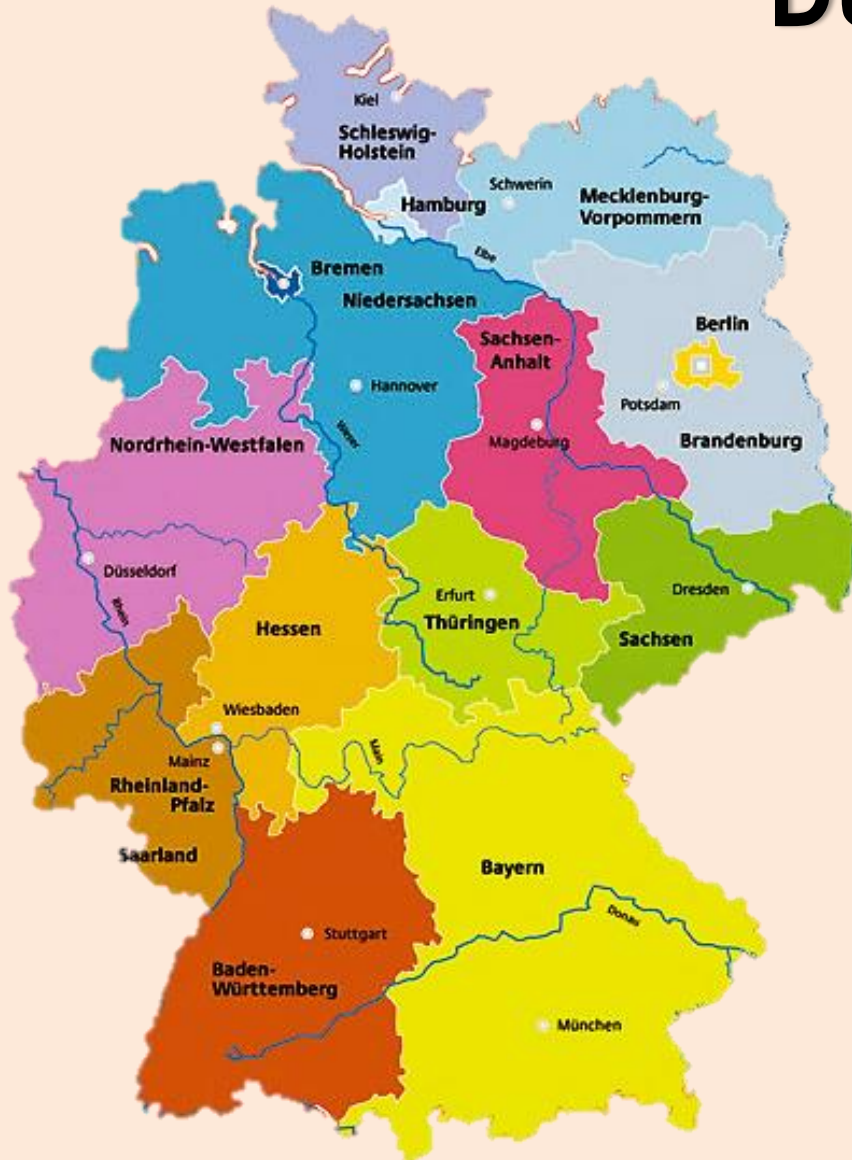 Kiel
Schleswig-
Holstein
Schwerin
Hamburg
Mecklenburg-
Vorpommern
Elbe
Bremen
Niedersachsen
Berlin
Sachsen-
Anhalt
Hannover
Potsdam
Weser
Magdeburg
Brandenburg
Nordrhein-Westfalen
Düsseldorf
Rhein
Erfurt
Dresden
Hessen
Thüringen
Sachsen
Wiesbaden
Main
Mainz
Rheinland-
Pfalz
Saarland
Bayern
Donau
Stuttgart
Baden-
Württemberg
München